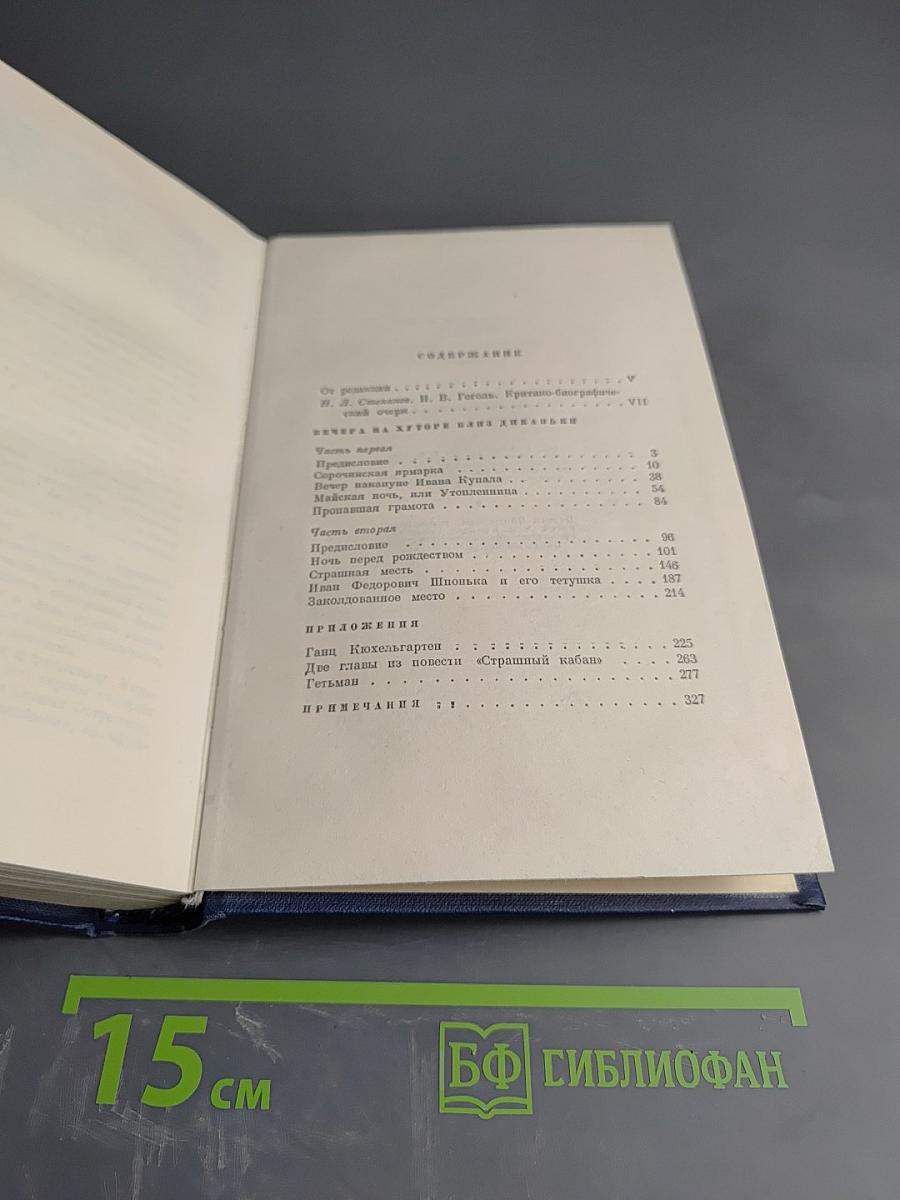 СОДЕРЖАНИЕ
От редакции . . . . . . . . . . . . . . . . . . . . . V
Н. Л. Степанов. Н. В. Гоголь. Критико-биографиче-
ский очерк . . . . . . . . . . . . . . . . . . . VII
ВЕЧЕРА НА ХУТОРЕ БЛИЗ ДИКАНЬКИ
Часть первая
Предисловие . . . . . . . . . . . . . . . . . . . 3
Сорочинская ярмарка . . . . . . . . . . . . . . . 10
Вечер накануне Ивана Купала . . . . . . . . . . . 38
Майская ночь, или Утопленница . . . . . . . . . . 54
Пропавшая грамота . . . . . . . . . . . . . . . . 84
Часть вторая
Предисловие . . . . . . . . . . . . . . . . . . . 96
Ночь перед рождеством . . . . . . . . . . . . . . 101
Страшная месть . . . . . . . . . . . . . . . . . 146
Иван Федорович Шпонька и его тетушка . . . . 187
Заколдованное место . . . . . . . . . . . . . . . 214
ПРИЛОЖЕНИЯ
Ганц Кюхельгартен . . . . . . . . . . . . . . . . 225
Две главы из повести «Страшный кабан» . . . . 263
Гетьман . . . . . . . . . . . . . . . . . . . . . 277
ПРИМЕЧАНИЯ . . . . . . . . . . . . . . . . . . 327
15 см
БФ СИБЛИОФАН